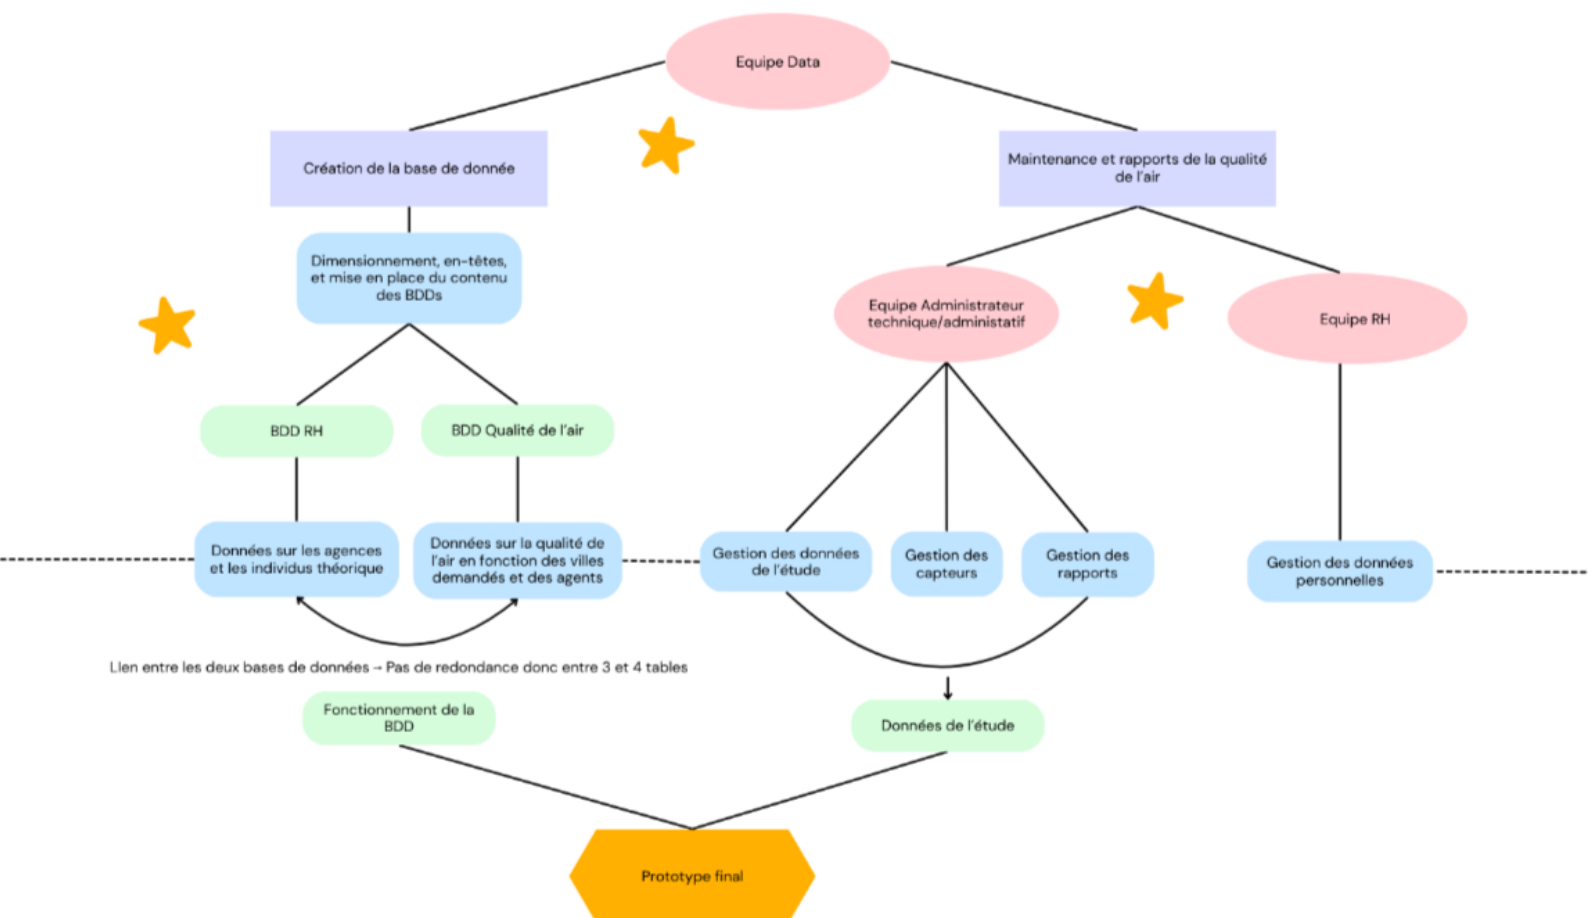 Equipe Data
Création de la base de donnée
Maintenance et rapports de la qualité
de l'air
Dimensionnement, en-têtes,
et mise en place du contenu
des BDDs
Equipe Administrateur
technique/administatif
Equipe RH
BDD RH
BDD Qualité de l'air
Données sur les agences
et les individus théorique
Données sur la qualité de
l'air en fonction des villes
demandés et des agents
Gestion des données
de l'étude
Gestion des
capteurs
Gestion des
rapports
Gestion des données
personnelles
LIen entre les deux bases de données → Pas de redondance donc entre 3 et 4 tables
Fonctionnement de la
BDD
Données de l'étude
Prototype final